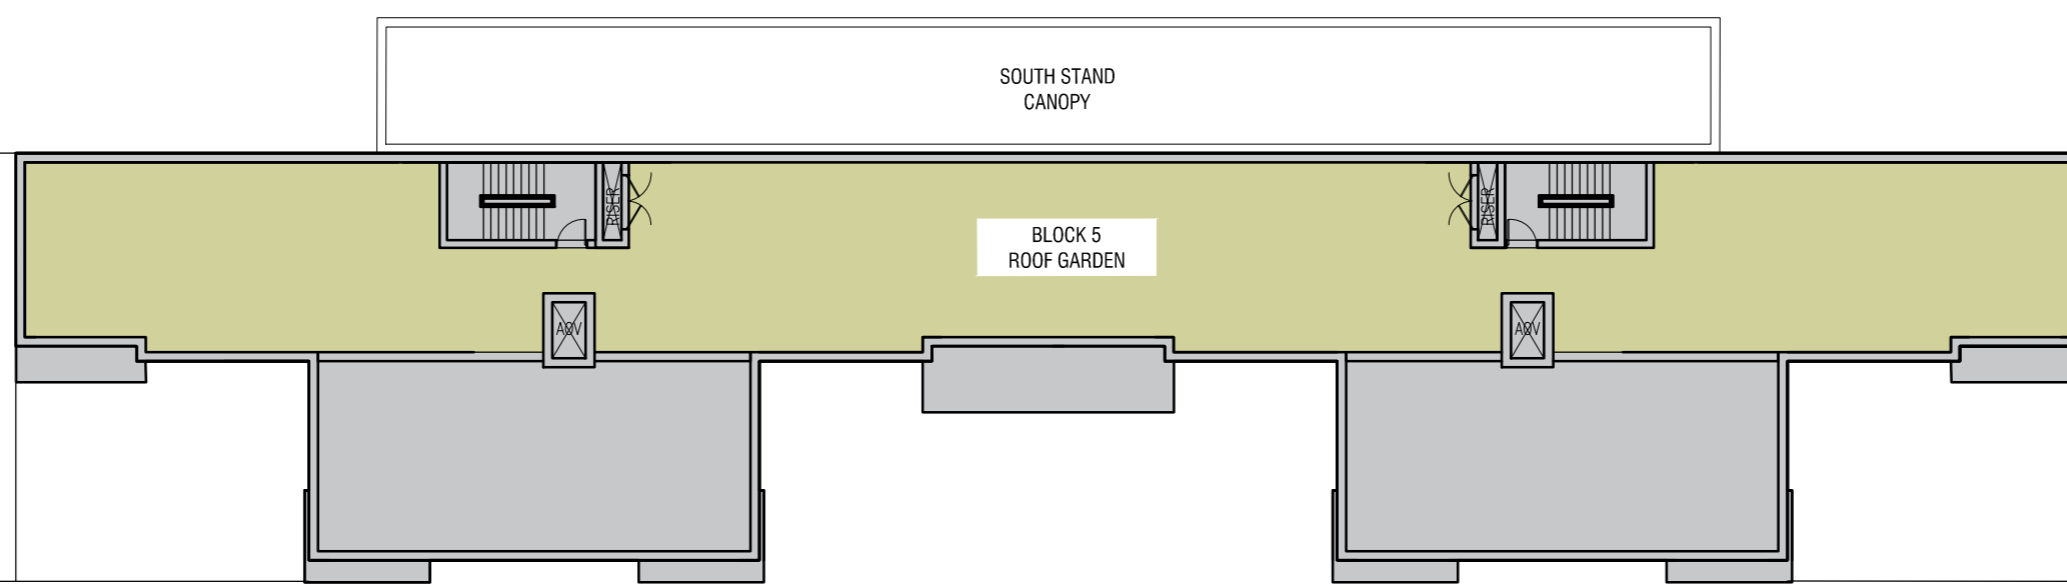 SOUTH STAND
CANOPY
RISER
RISER
BLOCK 5
ROOF GARDEN
AOV
AOV